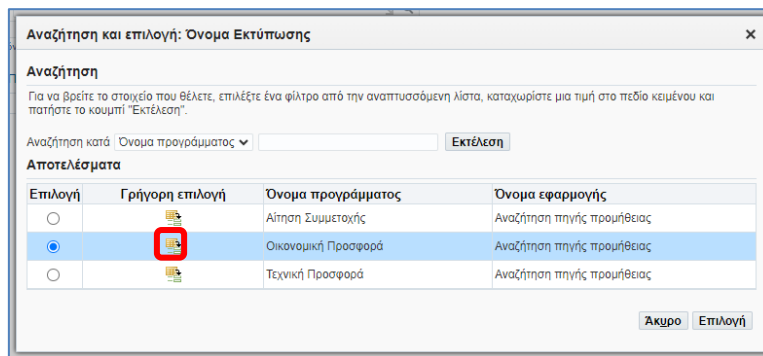 Αναζήτηση και επιλογή: Όνομα Εκτύπωσης
Αναζήτηση
Για να βρείτε το στοιχείο που θέλετε, επιλέξτε ένα φίλτρο από την αναπτυσσόμενη λίστα, καταχωρίστε μια τιμή στο πεδίο κειμένου και
πατήστε το κουμπί "Εκτέλεση".
Αναζήτηση κατά Όνομα προγράμματος Εκτέλεση
Αποτελέσματα
Επιλογή Γρήγορη επιλογή Όνομα προγράμματος Όνομα εφαρμογής
Αίτηση Συμμετοχής Αναζήτηση πηγής προμήθειας
Οικονομική Προσφορά Αναζήτηση πηγής προμήθειας
Τεχνική Προσφορά Αναζήτηση πηγής προμήθειας
Άκυρο Επιλογή